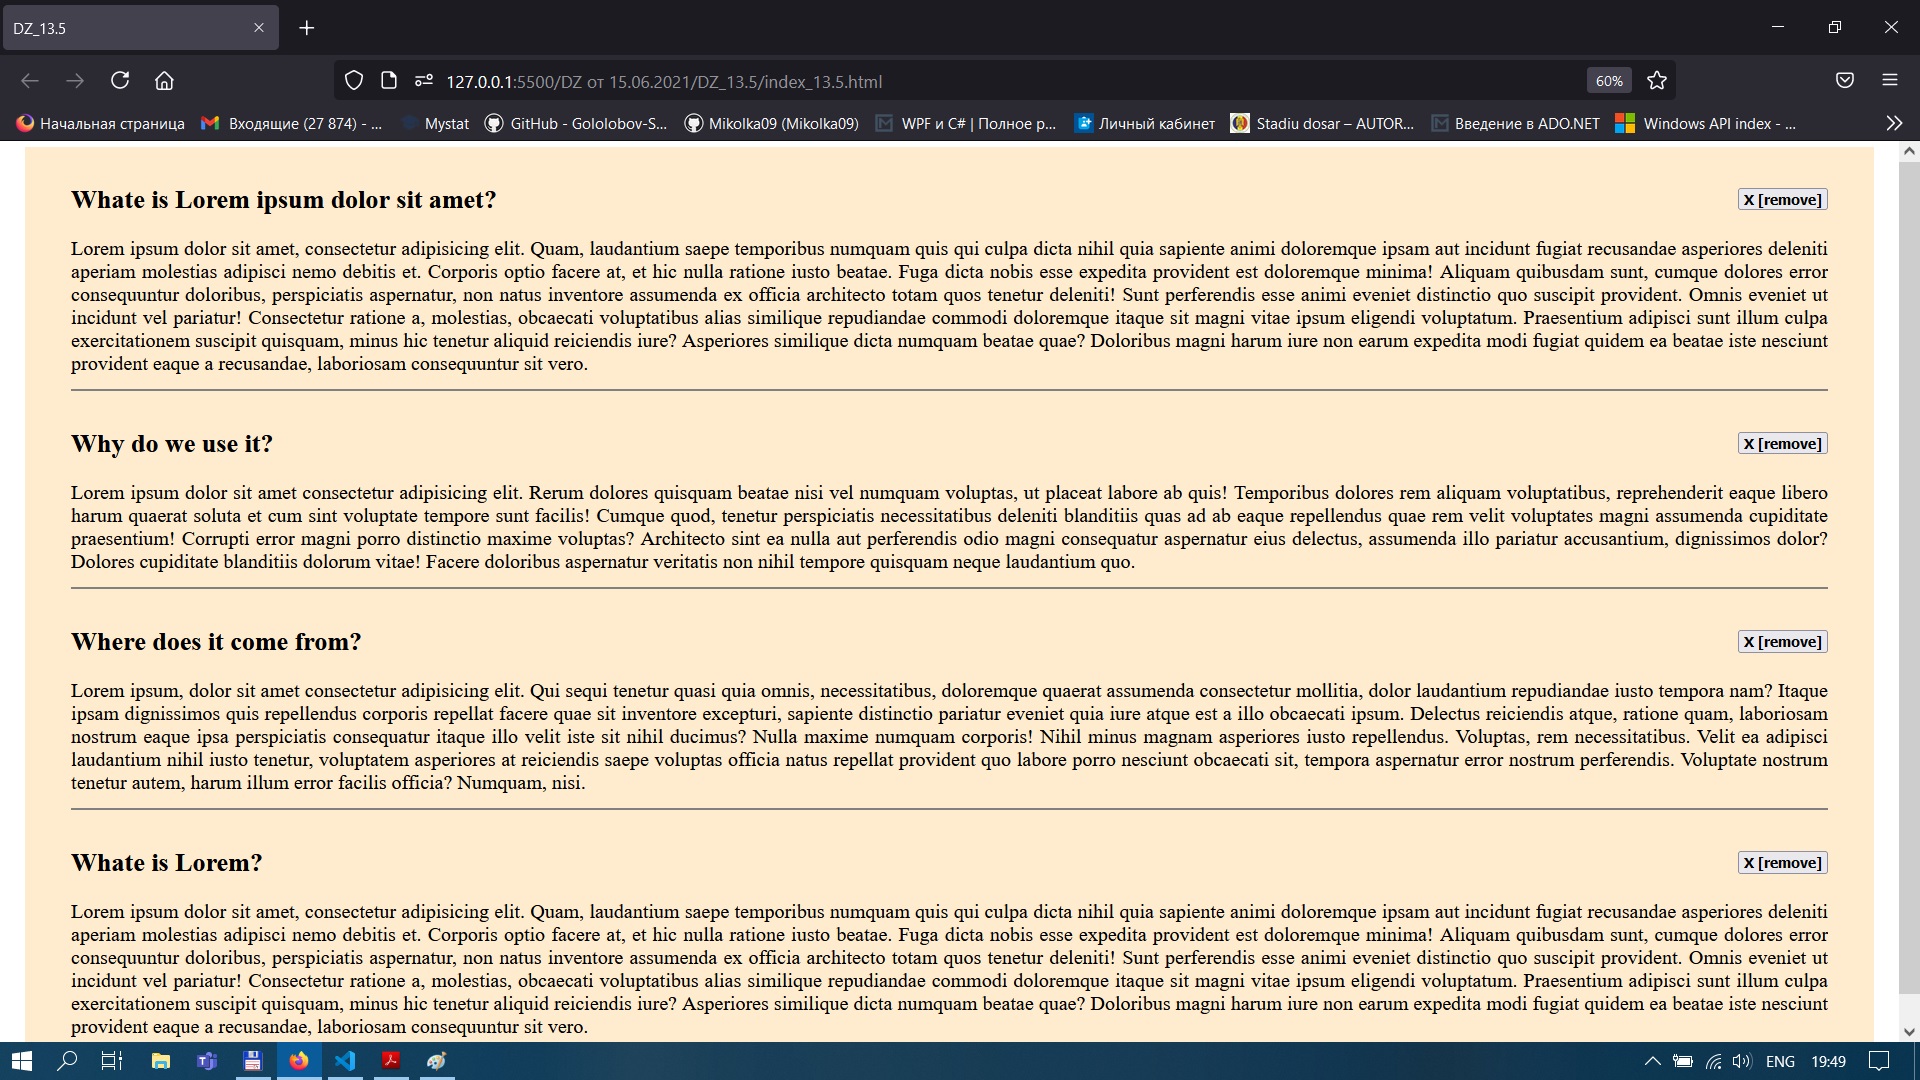 DZ_13.5
127.0.0.1:5500/DZ от 15.06.2021/DZ_13.5/index_13.5.html
60%
Начальная страница
Входящие (27 874) - ...
Mystat
GitHub - Gololobov-S...
Mikolka09 (Mikolka09)
WPF и C# | Полное р...
Личный кабинет
Stadiu dosar – AUTOR...
Введение в ADO.NET
Windows API index - ...
Whate is Lorem ipsum dolor sit amet?
X [remove]
Lorem ipsum dolor sit amet, consectetur adipisicing elit. Quam, laudantium saepe temporibus numquam quis qui culpa dicta nihil quia sapiente animi doloremque ipsam aut incidunt fugiat recusandae asperiores deleniti
aperiam molestias adipisci nemo debitis et. Corporis optio facere at, et hic nulla ratione iusto beatae. Fuga dicta nobis esse expedita provident est doloremque minima! Aliquam quibusdam sunt, cumque dolores error
consequuntur doloribus, perspiciatis aspernatur, non natus inventore assumenda ex officia architecto totam quos tenetur deleniti! Sunt perferendis esse animi eveniet distinctio quo suscipit provident. Omnis eveniet ut
incidunt vel pariatur! Consectetur ratione a, molestias, obcaecati voluptatibus alias similique repudiandae commodi doloremque itaque sit magni vitae ipsum eligendi voluptatum. Praesentium adipisci sunt illum culpa
exercitationem suscipit quisquam, minus hic tenetur aliquid reiciendis iure? Asperiores similique dicta numquam beatae quae? Doloribus magni harum iure non earum expedita modi fugiat quidem ea beatae iste nesciunt
provident eaque a recusandae, laboriosam consequuntur sit vero.
Why do we use it?
X [remove]
Lorem ipsum dolor sit amet consectetur adipisicing elit. Rerum dolores quisquam beatae nisi vel numquam voluptas, ut placeat labore ab quis! Temporibus dolores rem aliquam voluptatibus, reprehenderit eaque libero
harum quaerat soluta et cum sint voluptate tempore sunt facilis! Cumque quod, tenetur perspiciatis necessitatibus deleniti blanditiis quas ad ab eaque repellendus quae rem velit voluptates magni assumenda cupiditate
praesentium! Corrupti error magni porro distinctio maxime voluptas? Architecto sint ea nulla aut perferendis odio magni consequatur aspernatur eius delectus, assumenda illo pariatur accusantium, dignissimos dolor?
Dolores cupiditate blanditiis dolorum vitae! Facere doloribus aspernatur veritatis non nihil tempore quisquam neque laudantium quo.
Where does it come from?
X [remove]
Lorem ipsum, dolor sit amet consectetur adipisicing elit. Qui sequi tenetur quasi quia omnis, necessitatibus, doloremque quaerat assumenda consectetur mollitia, dolor laudantium repudiandae iusto tempora nam? Itaque
ipsam dignissimos quis repellendus corporis repellat facere quae sit inventore excepturi, sapiente distinctio pariatur eveniet quia iure atque est a illo obcaecati ipsum. Delectus reiciendis atque, ratione quam, laboriosam
nostrum eaque ipsa perspiciatis consequatur itaque illo velit iste sit nihil ducimus? Nulla maxime numquam corporis! Nihil minus magnam asperiores iusto repellendus. Voluptas, rem necessitatibus. Velit ea adipisci
laudantium nihil iusto tenetur, voluptatem asperiores at reiciendis saepe voluptas officia natus repellat provident quo labore porro nesciunt obcaecati sit, tempora aspernatur error nostrum perferendis. Voluptate nostrum
tenetur autem, harum illum error facilis officia? Numquam, nisi.
Whate is Lorem?
X [remove]
Lorem ipsum dolor sit amet, consectetur adipisicing elit. Quam, laudantium saepe temporibus numquam quis qui culpa dicta nihil quia sapiente animi doloremque ipsam aut incidunt fugiat recusandae asperiores deleniti
aperiam molestias adipisci nemo debitis et. Corporis optio facere at, et hic nulla ratione iusto beatae. Fuga dicta nobis esse expedita provident est doloremque minima! Aliquam quibusdam sunt, cumque dolores error
consequuntur doloribus, perspiciatis aspernatur, non natus inventore assumenda ex officia architecto totam quos tenetur deleniti! Sunt perferendis esse animi eveniet distinctio quo suscipit provident. Omnis eveniet ut
incidunt vel pariatur! Consectetur ratione a, molestias, obcaecati voluptatibus alias similique repudiandae commodi doloremque itaque sit magni vitae ipsum eligendi voluptatum. Praesentium adipisci sunt illum culpa
exercitationem suscipit quisquam, minus hic tenetur aliquid reiciendis iure? Asperiores similique dicta numquam beatae quae? Doloribus magni harum iure non earum expedita modi fugiat quidem ea beatae iste nesciunt
provident eaque a recusandae, laboriosam consequuntur sit vero.
ENG
19:49